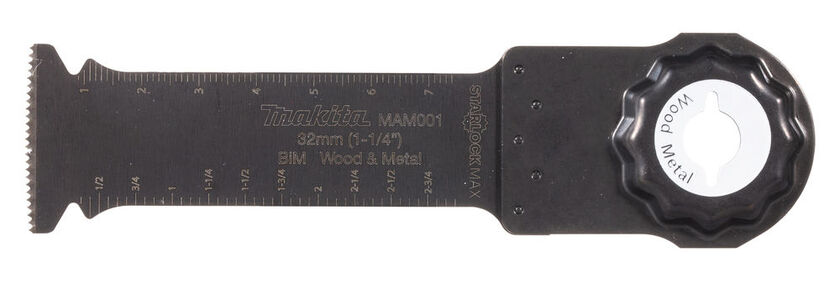 1 2 3 4 5 6 7
makita MAM001
32mm (1-1/4")
BiM Wood & Metal
1/2 3/4 1 1-1/4 1-1/2 1-3/4 2 2-1/4 2-1/2 2-3/4
STARLOCK MAX
Wood
Metal